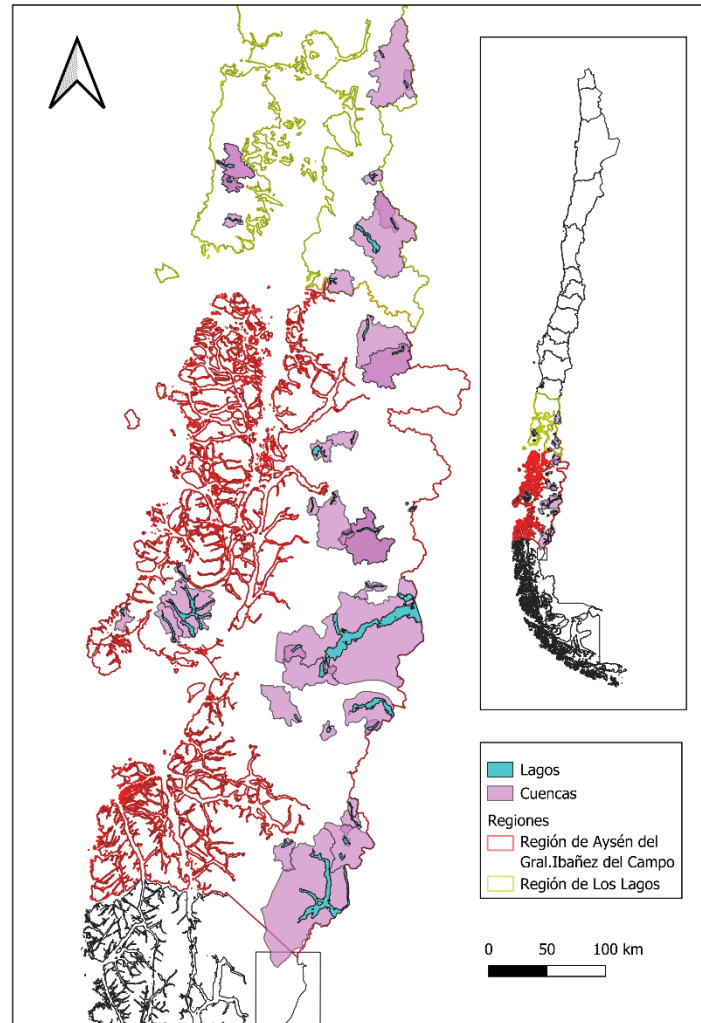 Lagos
Cuencas
Regiones
Región de Aysén del
Gral.Ibañez del Campo
Región de Los Lagos
0 50 100 km